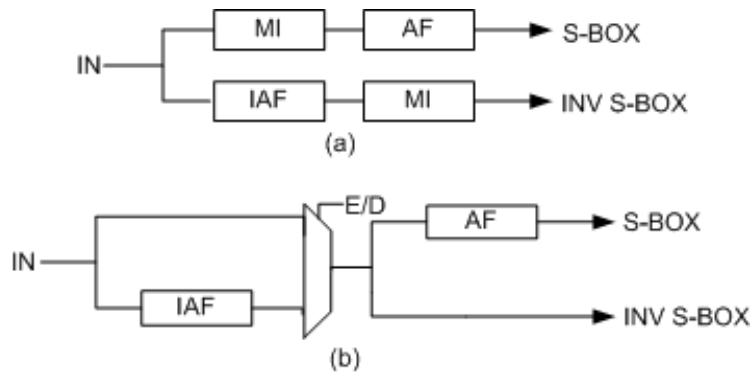 MI AF S-BOX
IN
IAF MI INV S-BOX
(a)
E/D
AF S-BOX
IN
IAF INV S-BOX
(b)